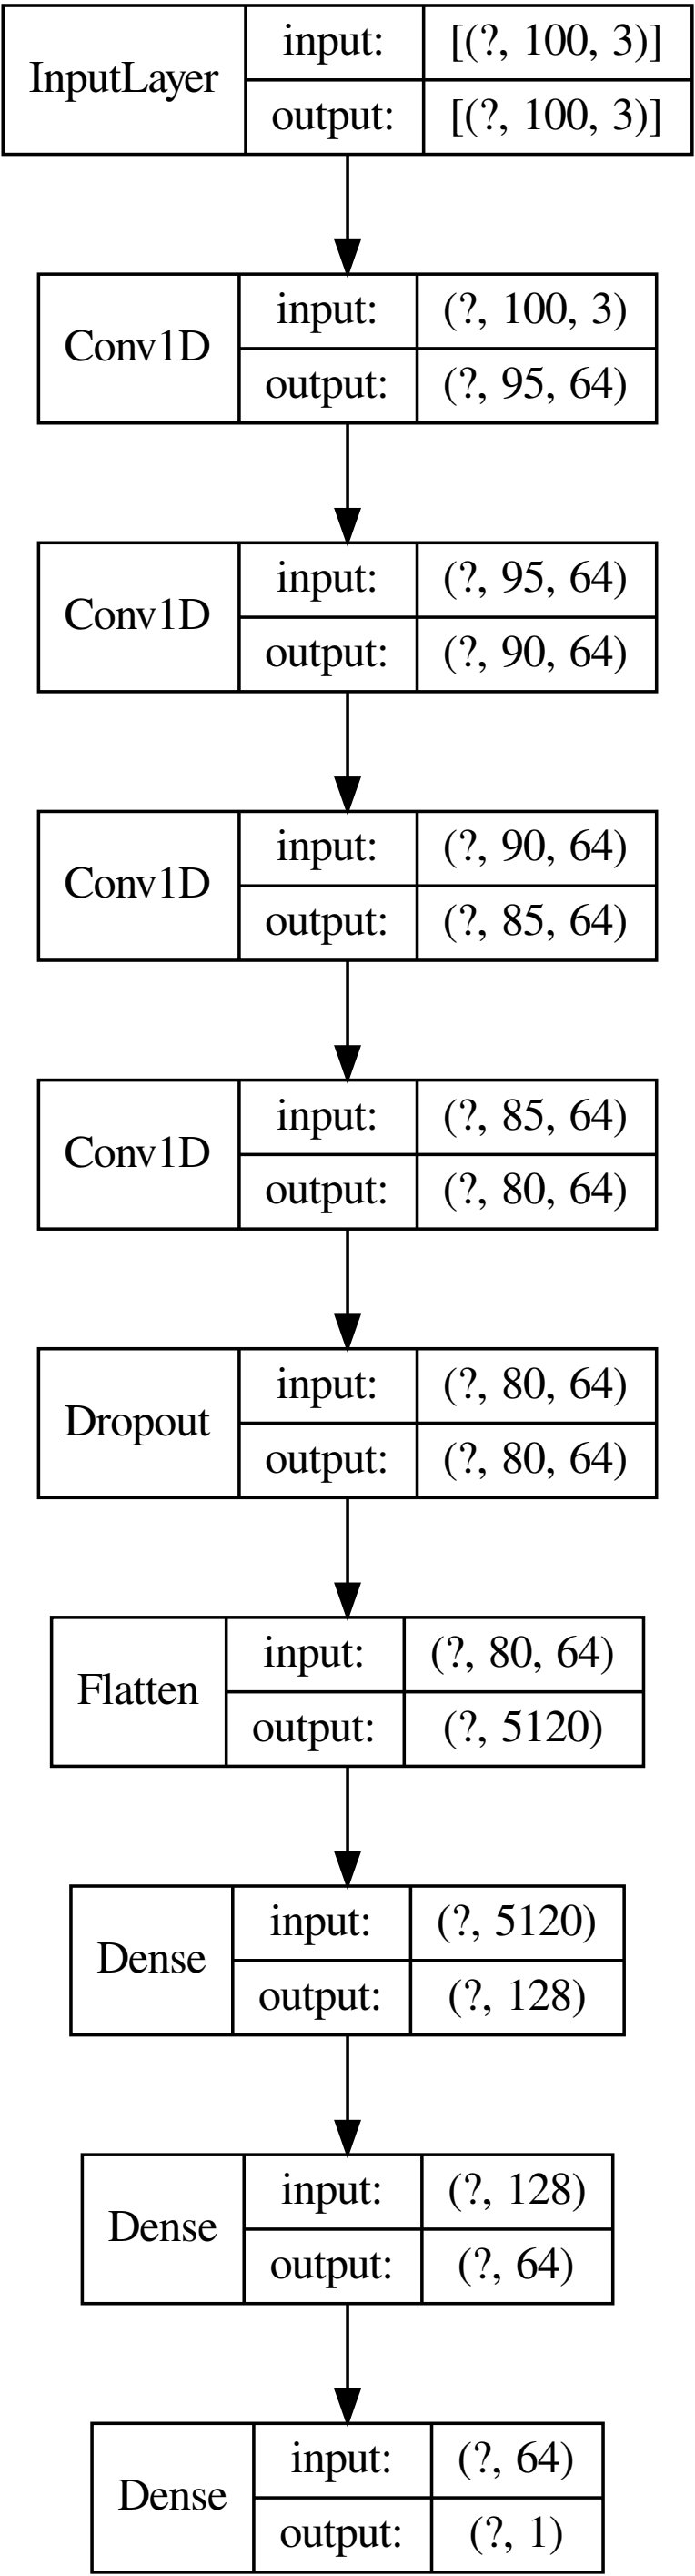 InputLayer
input: [(?, 100, 3)]
output: [(?, 100, 3)]
Conv1D
input: (?, 100, 3)
output: (?, 95, 64)
Conv1D
input: (?, 95, 64)
output: (?, 90, 64)
Conv1D
input: (?, 90, 64)
output: (?, 85, 64)
Conv1D
input: (?, 85, 64)
output: (?, 80, 64)
Dropout
input: (?, 80, 64)
output: (?, 80, 64)
Flatten
input: (?, 80, 64)
output: (?, 5120)
Dense
input: (?, 5120)
output: (?, 128)
Dense
input: (?, 128)
output: (?, 64)
Dense
input: (?, 64)
output: (?, 1)